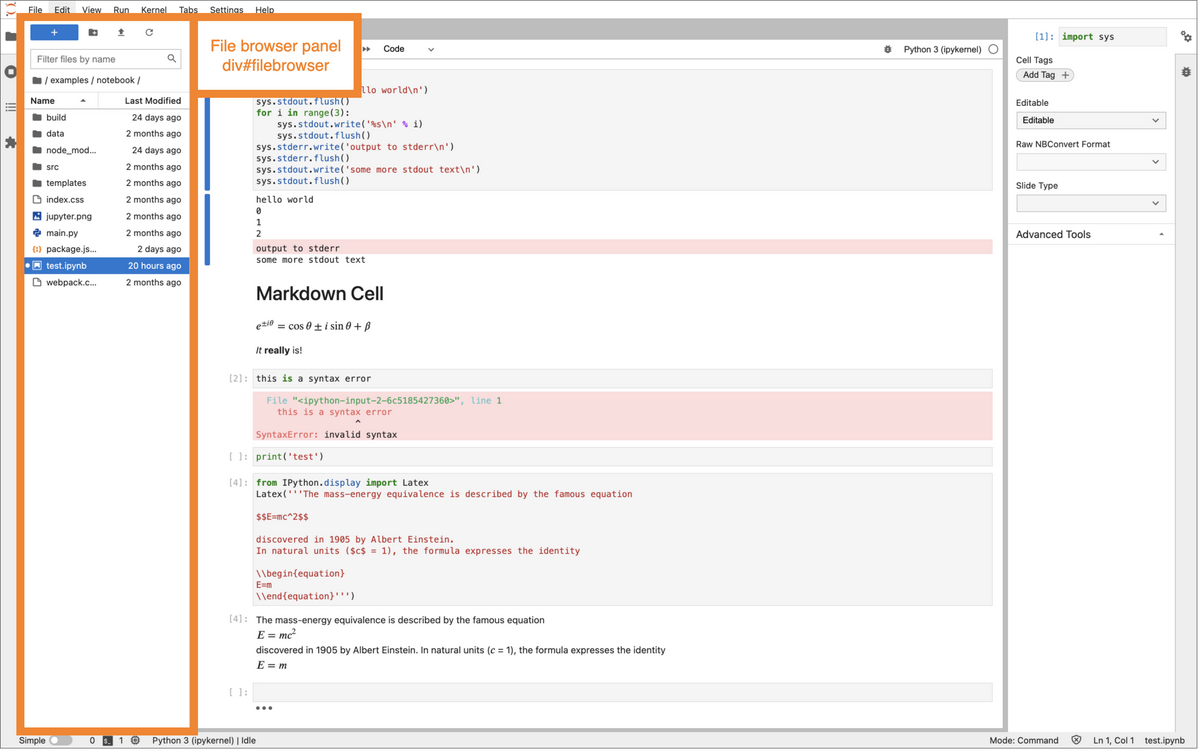 File Edit View Run Kernel Tabs Settings Help
+
Filter files by name
/ examples / notebook /
Name Last Modified
build 24 days ago
data 2 months ago
node_mod... 24 days ago
src 2 months ago
templates 2 months ago
index.css 2 months ago
jupyter.png 2 months ago
main.py 2 months ago
package.js... 2 days ago
test.ipynb 20 hours ago
webpack.c... 2 months ago
File browser panel
div#filebrowser
Code
Python 3 (ipykernel)
llo world\n')
sys.stdout.flush()
for i in range(3):
sys.stdout.write('%s\n' % i)
sys.stdout.flush()
sys.stderr.write('output to stderr\n')
sys.stderr.flush()
sys.stdout.write('some more stdout text\n')
sys.stdout.flush()
hello world
0
1
2
output to stderr
some more stdout text
Markdown Cell
e^{±iθ} = cos θ ± i sin θ + β
It really is!
[2]: this is a syntax error
File "<ipython-input-2-6c5185427360>", line 1
this is a syntax error
^
SyntaxError: invalid syntax
[ ]: print('test')
[4]: from IPython.display import Latex
Latex('''The mass-energy equivalence is described by the famous equation
$$E=mc^2$$
discovered in 1905 by Albert Einstein.
In natural units ($c$ = 1), the formula expresses the identity
\\begin{equation}
E=m
\\end{equation}''')
[4]: The mass-energy equivalence is described by the famous equation
E = mc²
discovered in 1905 by Albert Einstein. In natural units (c = 1), the formula expresses the identity
E = m
[ ]:
[1]: import sys
Cell Tags
Add Tag +
Editable
Editable
Raw NBConvert Format
Slide Type
Advanced Tools
Simple 0 1 Python 3 (ipykernel) | Idle Mode: Command Ln 1, Col 1 test.ipynb